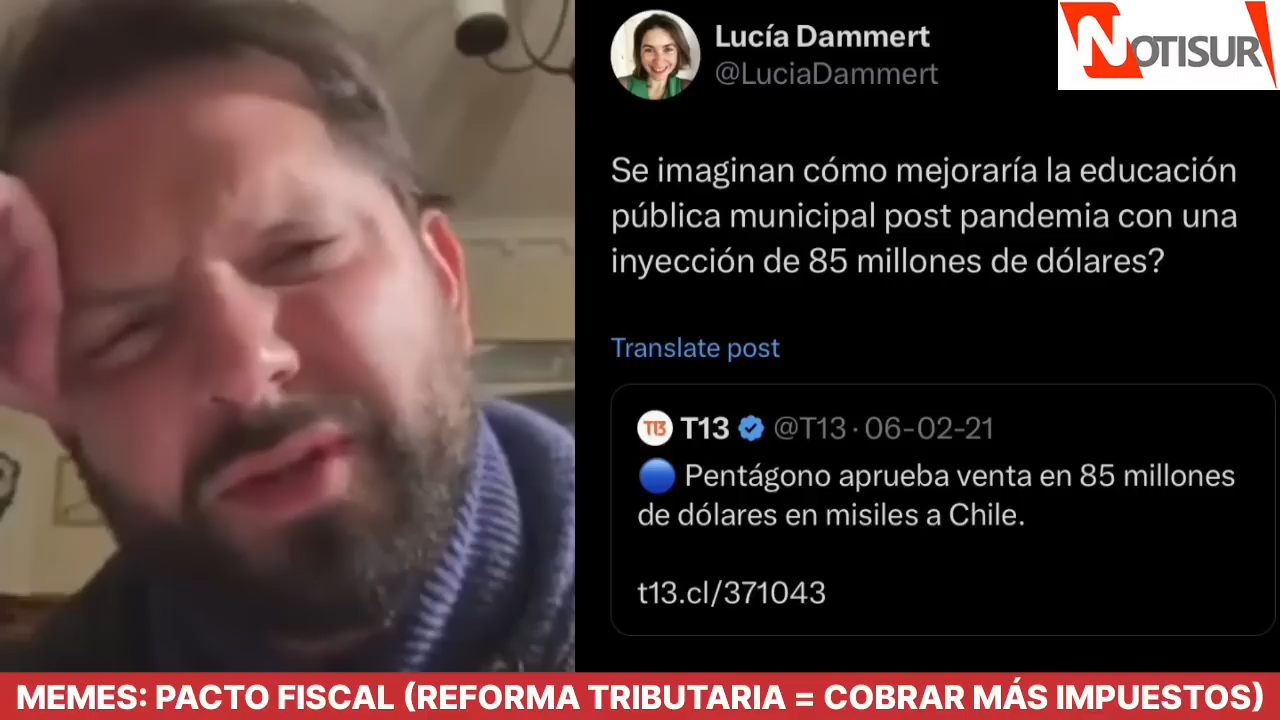 Lucía Dammert
@LuciaDammert
NOTISUR
Se imaginan cómo mejoraría la educación
pública municipal post pandemia con una
inyección de 85 millones de dólares?
Translate post
T13 T13 @T13 · 06-02-21
🔵 Pentágono aprueba venta en 85 millones
de dólares en misiles a Chile.
t13.cl/371043
MEMES: PACTO FISCAL (REFORMA TRIBUTARIA = COBRAR MÁS IMPUESTOS)